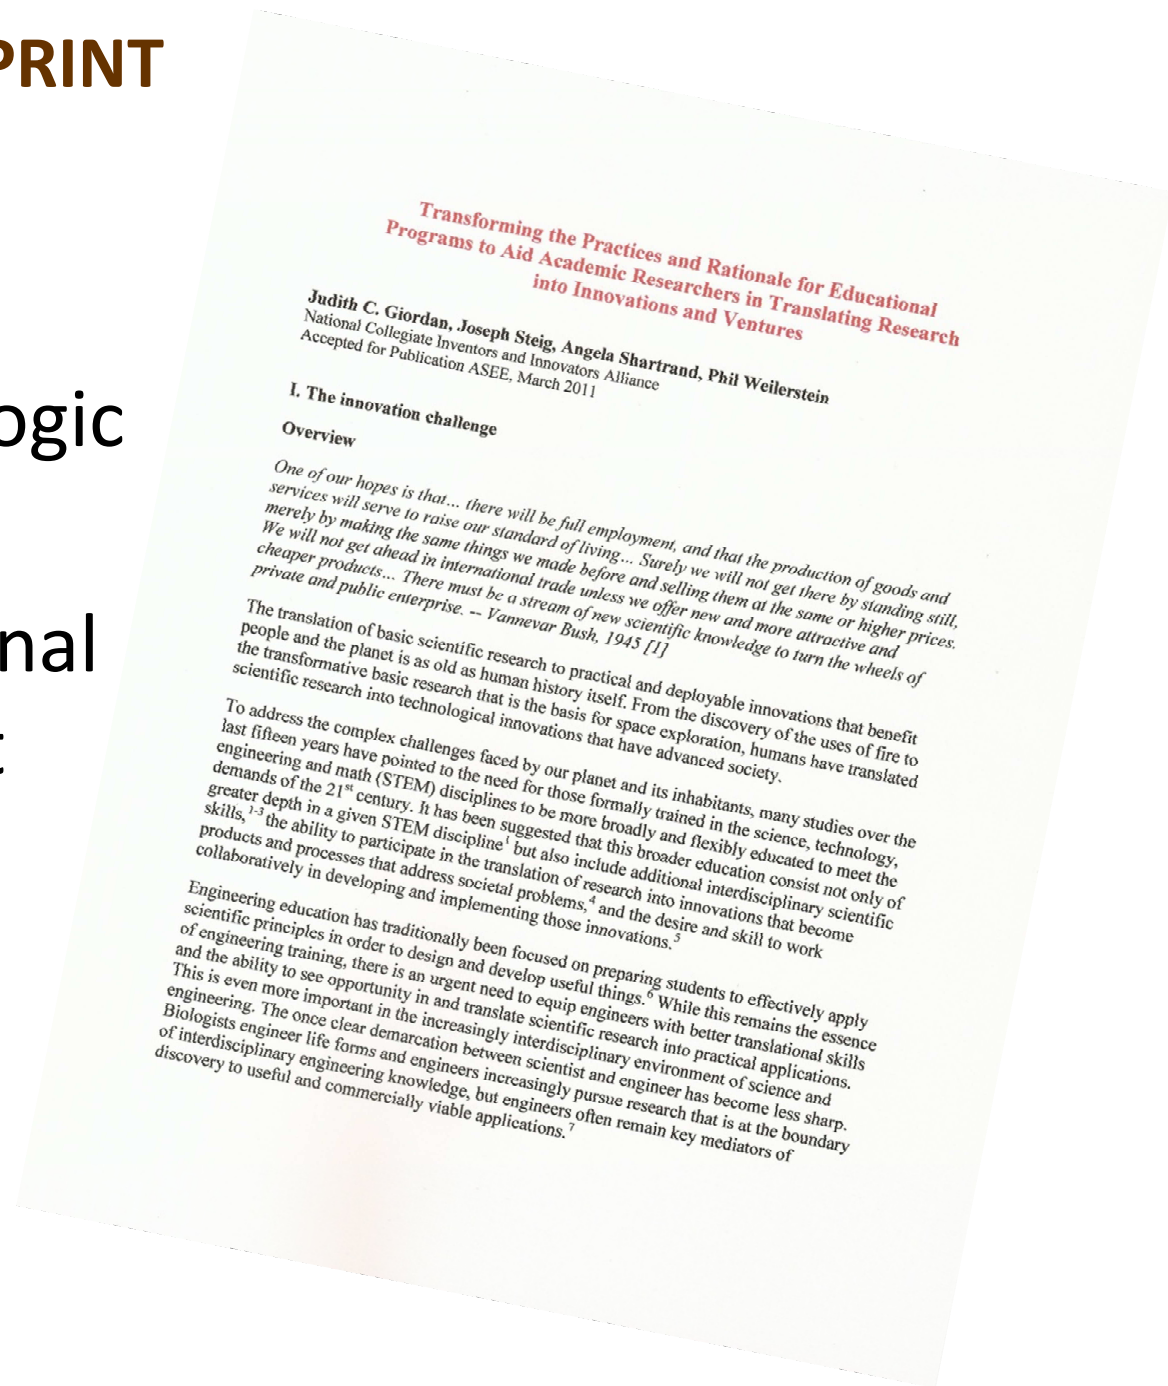 PRINT
ogic
nal
t
Transforming the Practices and Rationale for Educational
Programs to Aid Academic Researchers in Translating Research
into Innovations and Ventures
Judith C. Giordan, Joseph Steig, Angela Shartrand, Phil Weilerstein
National Collegiate Inventors and Innovators Alliance
Accepted for Publication ASEE, March 2011
I. The innovation challenge
Overview
One of our hopes is that... there will be full employment, and that the production of goods and
services will serve to raise our standard of living... Surely we will not get there by standing still,
merely by making the same things we made before and selling them at the same or higher prices.
We will not get ahead in international trade unless we offer new and more attractive and
cheaper products... There must be a stream of new scientific knowledge to turn the wheels of
private and public enterprise. -- Vannevar Bush, 1945 [1]
The translation of basic scientific research to practical and deployable innovations that benefit
people and the planet is as old as human history itself. From the discovery of the uses of fire to
the transformative basic research that is the basis for space exploration, humans have translated
scientific research into technological innovations that have advanced society.
To address the complex challenges faced by our planet and its inhabitants, many studies over the
last fifteen years have pointed to the need for those formally trained in the science, technology,
engineering and math (STEM) disciplines to be more broadly and flexibly educated to meet the
demands of the 21st century. It has been suggested that this broader education consist not only of
greater depth in a given STEM discipline1 but also include additional interdisciplinary scientific
skills,1-3 the ability to participate in the translation of research into innovations that become
products and processes that address societal problems,4 and the desire and skill to work
collaboratively in developing and implementing those innovations.5
Engineering education has traditionally been focused on preparing students to effectively apply
scientific principles in order to design and develop useful things.6 While this remains the essence
of engineering training, there is an urgent need to equip engineers with better translational skills
and the ability to see opportunity in and translate scientific research into practical applications.
This is even more important in the increasingly interdisciplinary environment of science and
engineering. The once clear demarcation between scientist and engineer has become less sharp.
Biologists engineer life forms and engineers increasingly pursue research that is at the boundary
of interdisciplinary engineering knowledge, but engineers often remain key mediators of
discovery to useful and commercially viable applications.7